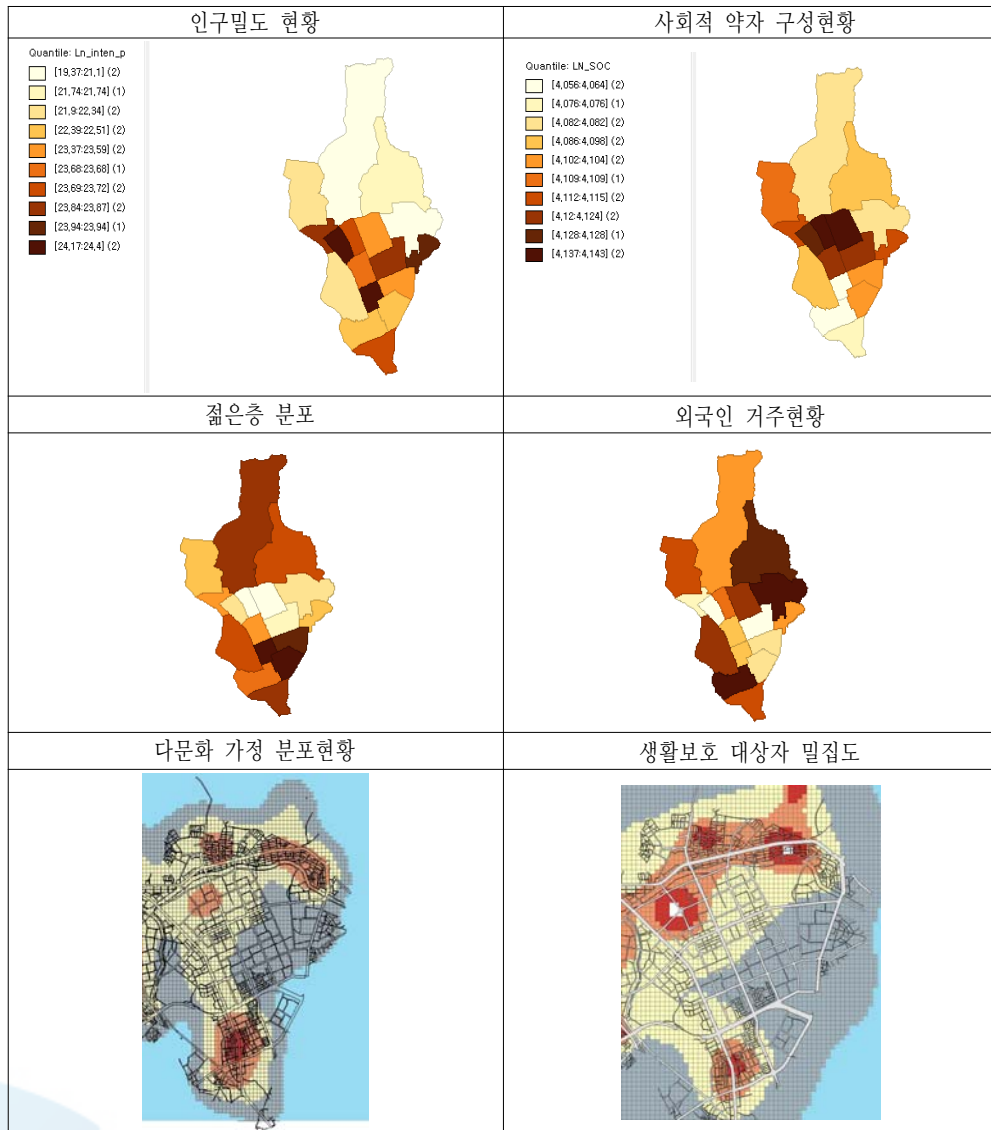 인구밀도 현황
사회적 약자 구성현황
Quantile: Ln_inten_p
[19,37:21,1] (2)
[21,74:21,74] (1)
[21,9:22,34] (2)
[22,39:22,51] (2)
[23,37:23,59] (2)
[23,68:23,68] (1)
[23,69:23,72] (2)
[23,84:23,87] (2)
[23,94:23,94] (1)
[24,17:24,4] (2)
Quantile: LN_SOC
[4,056:4,064] (2)
[4,076:4,076] (1)
[4,082:4,082] (2)
[4,086:4,098] (2)
[4,102:4,104] (2)
[4,109:4,109] (1)
[4,112:4,115] (2)
[4,12:4,124] (2)
[4,128:4,128] (1)
[4,137:4,143] (2)
젊은층 분포
외국인 거주현황
다문화 가정 분포현황
생활보호 대상자 밀집도